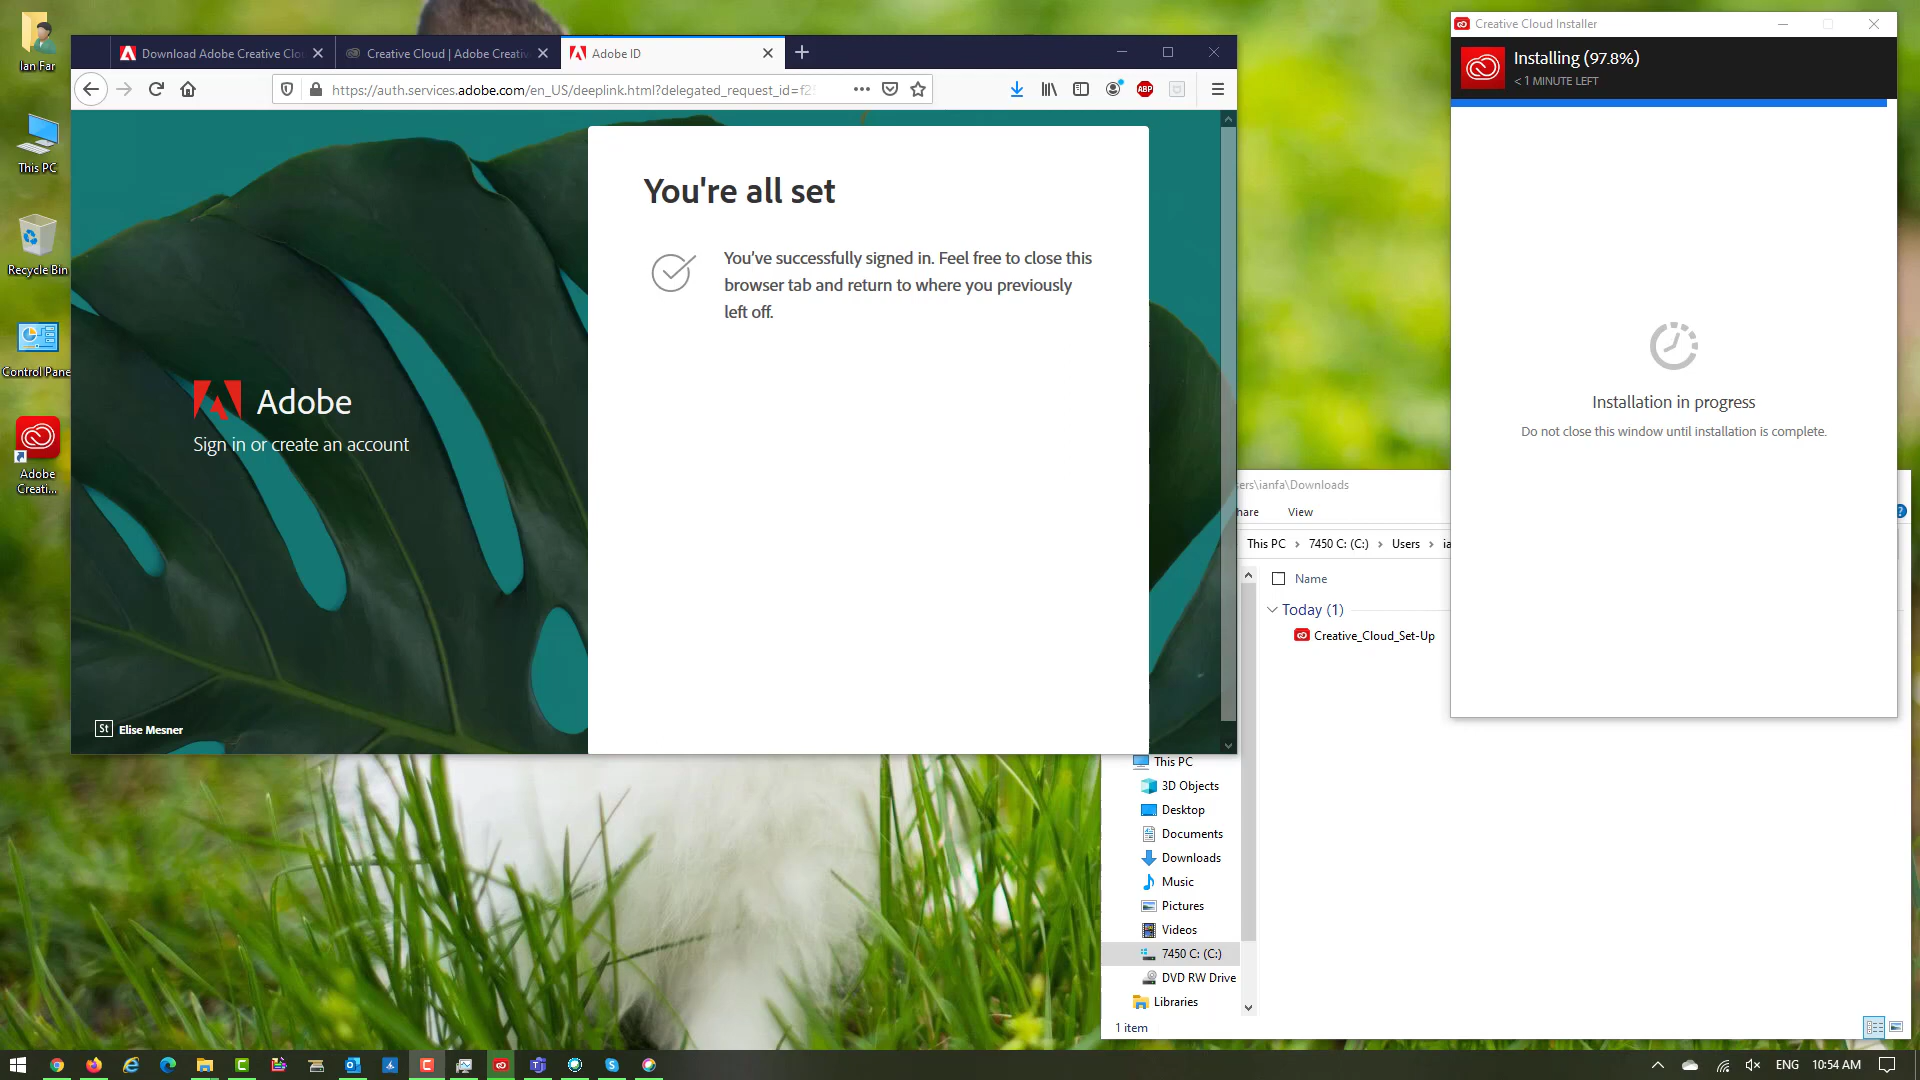 Ian Far
This PC
Recycle Bin
Control Pane
Adobe
Creati...
Download Adobe Creative Clo
Creative Cloud | Adobe Creativ
Adobe ID
https://auth.services.adobe.com/en_US/deeplink.html?delegated_request_id=f2
ABP
You're all set
You've successfully signed in. Feel free to close this
browser tab and return to where you previously
left off.
Adobe
Sign in or create an account
St Elise Mesner
Creative Cloud Installer
Installing (97.8%)
< 1 MINUTE LEFT
Installation in progress
Do not close this window until installation is complete.
ers\ianfa\Downloads
hare
View
This PC > 7450 C: (C:) > Users > ia
Name
Today (1)
Creative_Cloud_Set-Up
This PC
3D Objects
Desktop
Documents
Downloads
Music
Pictures
Videos
7450 C: (C:)
DVD RW Drive
Libraries
1 item
ENG
10:54 AM